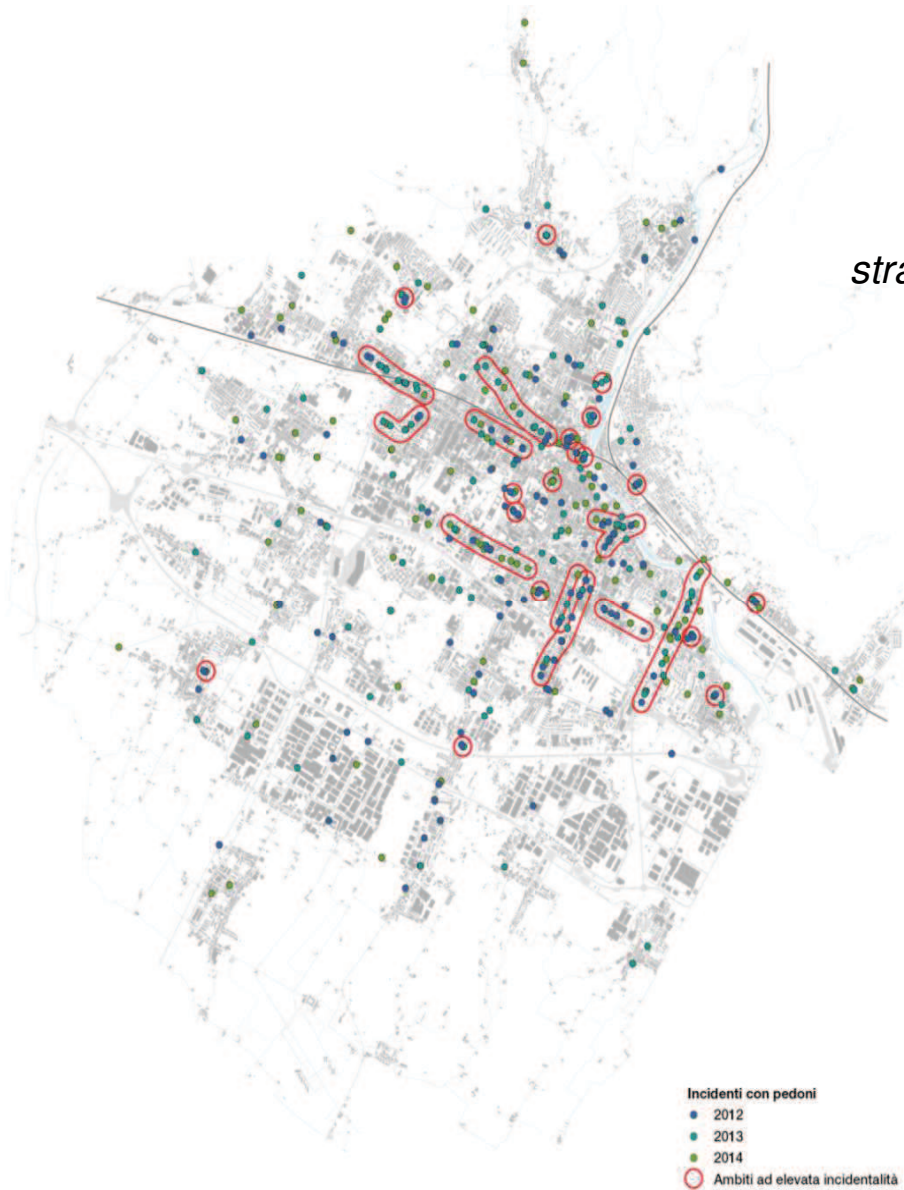 stra
Incidenti con pedoni
2012
2013
2014
Ambiti ad elevata incidentalità